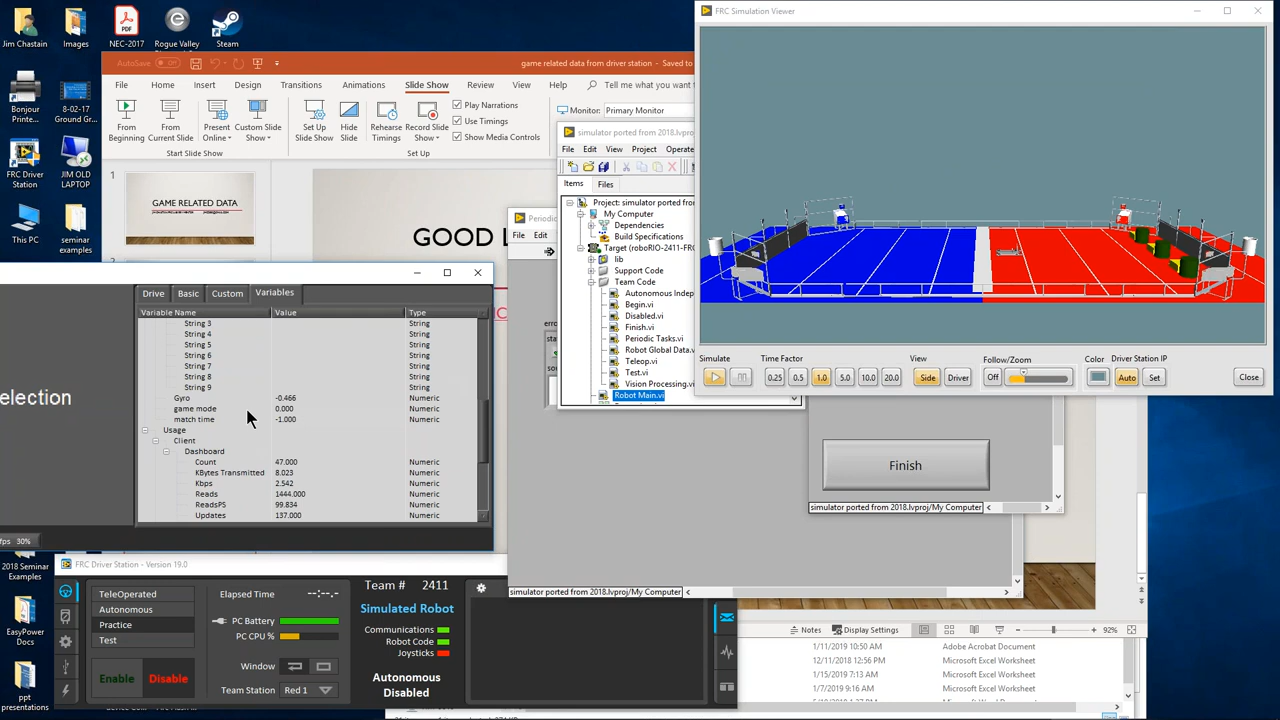 Jim Chastain
Images
NEC-2017
Rogue Valley
Steam
Bonjour
Printe...
8-02-17
Ground Gr...
FRC Driver
Station
JIM OLD
LAPTOP
This PC
seminar
examples
AutoSave
Off
game related data from driver station - Saved to
File Home Insert Design Transitions Animations Slide Show Review View Help Tell me what you want
From
Beginning
From
Current Slide
Present
Online
Custom Slide
Show
Set Up
Slide Show
Hide
Slide
Rehearse
Timings
Record Slide
Show
Play Narrations
Use Timings
Show Media Controls
Monitor: Primary Monitor
Start Slide Show
Set Up
1
GAME RELATED DATA
GOOD L
simulator ported from 2018.lvproj
File Edit View Project Operate
Items Files
Project: simulator ported from
My Computer
Dependencies
Build Specifications
Target (roboRIO-2411-FRC
lib
Support Code
Team Code
Autonomous Indep
Begin.vi
Disabled.vi
Finish.vi
Periodic Tasks.vi
Robot Global Data.
Teleop.vi
Test.vi
Vision Processing.vi
Robot Main.vi
Periodic
File Edit
FRC Simulation Viewer
Simulate
Time Factor
0.25 0.5 1.0 5.0 10.0 20.0
View
Side Driver
Follow/Zoom
Off
Color
Driver Station IP
Auto Set
Close
Finish
simulator ported from 2018.lvproj/My Computer
simulator ported from 2018.lvproj/My Computer
election
fps 30%
Drive Basic Custom Variables
Variable Name Value Type
String 3 String
String 4 String
String 5 String
String 6 String
String 7 String
String 8 String
String 9 String
Gyro -0.466 Numeric
game mode 0.000 Numeric
match time -1.000 Numeric
Usage
Client
Dashboard
Count 47.000 Numeric
KBytes Transmitted 8.023 Numeric
Kbps 2.542 Numeric
Reads 1444.000 Numeric
ReadsPS 99.834 Numeric
Updates 137.000 Numeric
2018 Seminar
Examples
EasyPower
Docs
ppt
presentations
FRC Driver Station - Version 19.0
TeleOperated
Autonomous
Practice
Test
Enable
Disable
Elapsed Time --:--.-
PC Battery
PC CPU %
Window
Team Station Red 1
Team # 2411
Simulated Robot
Communications
Robot Code
Joysticks
Autonomous
Disabled
Notes Display Settings 92%
1/11/2019 10:50 AM Adobe Acrobat Document
12/11/2018 12:56 PM Microsoft Excel Worksheet
1/15/2019 7:13 AM Microsoft Excel Worksheet
1/7/2019 9:16 AM Microsoft Excel Worksheet